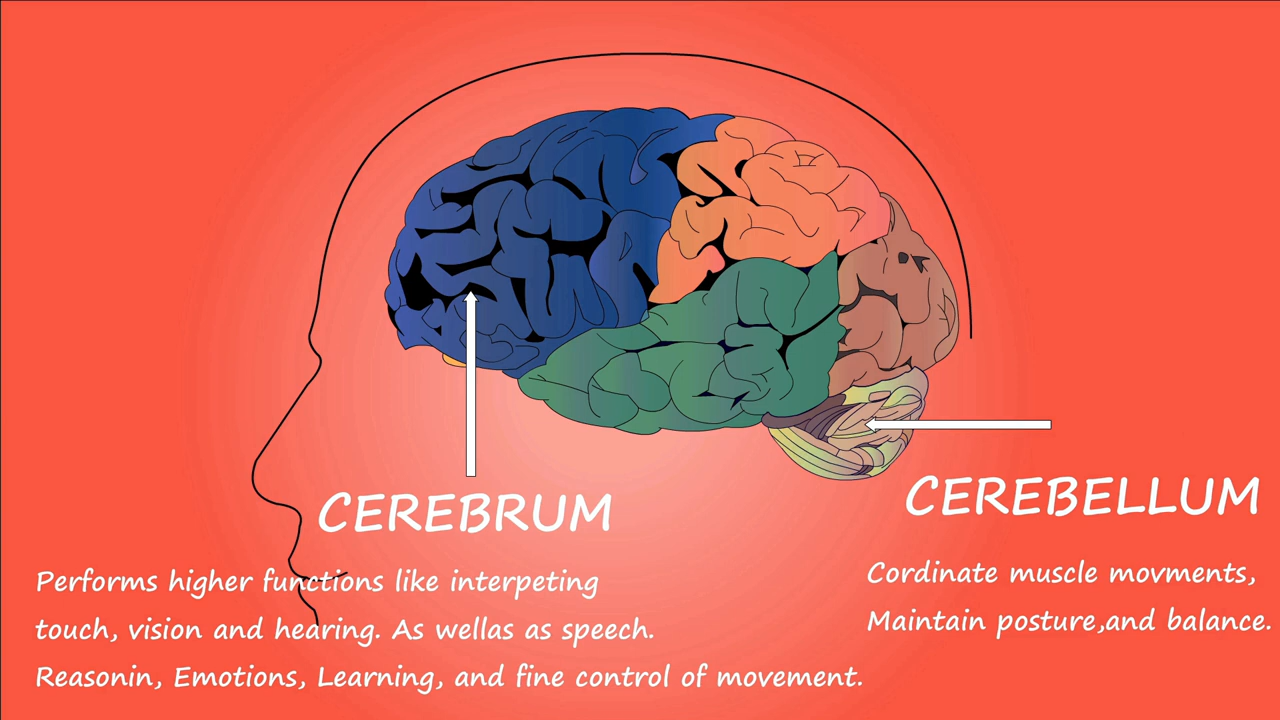 CEREBRUM
Performs higher functions like interpeting
touch, vision and hearing. As wellas as speech.
Reasonin, Emotions, Learning, and fine control of movement.
CEREBELLUM
Cordinate muscle movments,
Maintain posture,and balance.